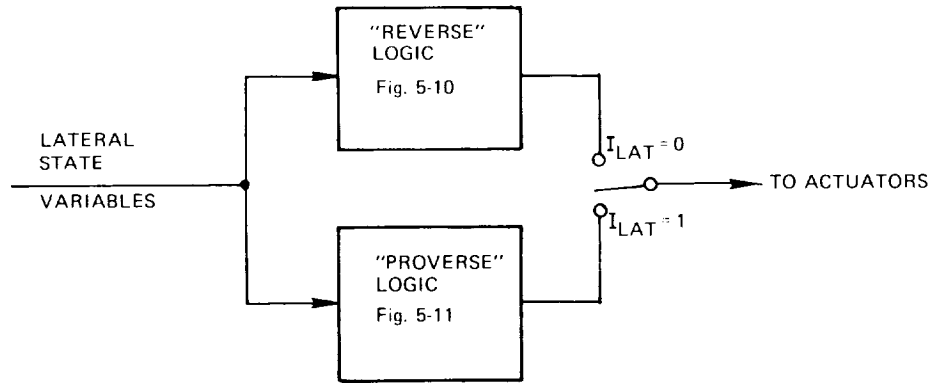 "REVERSE"
LOGIC
Fig. 5-10
LATERAL
STATE
VARIABLES
I_LAT = 0
TO ACTUATORS
I_LAT = 1
"PROVERSE"
LOGIC
Fig. 5-11